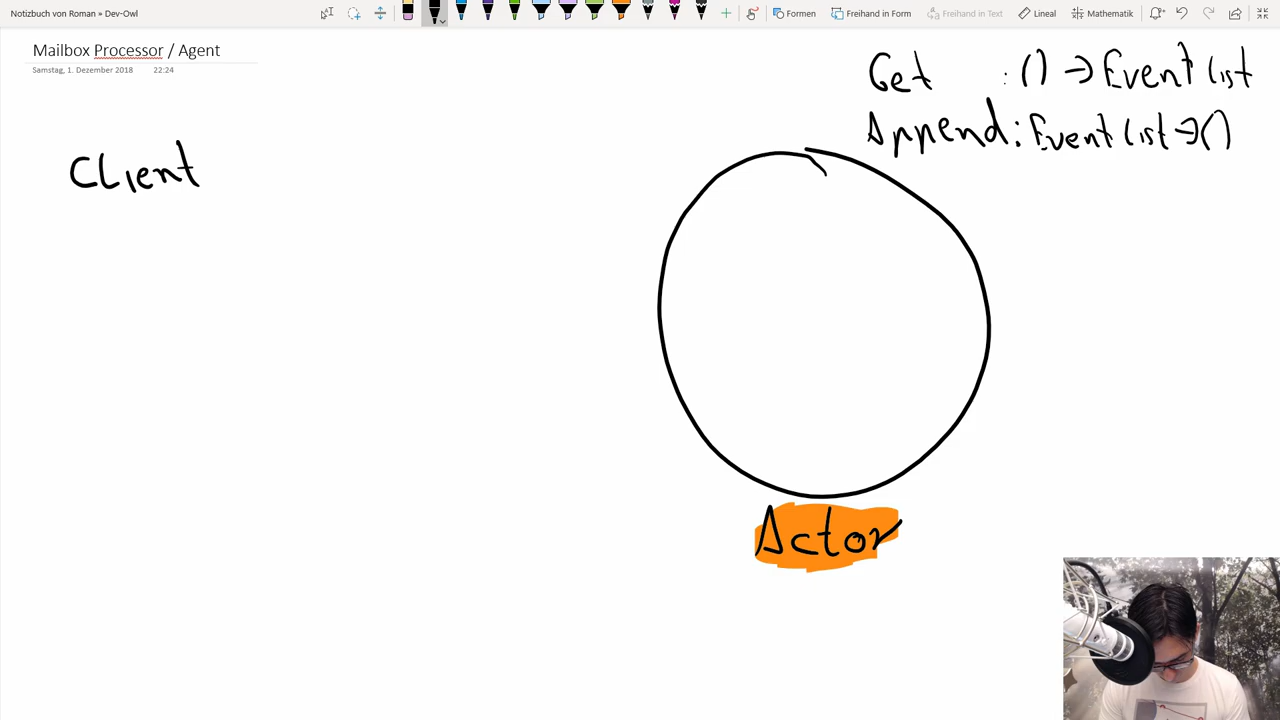 Notizbuch von Roman » Dev-Owl
Formen
Freihand in Form
Freihand in Text
Lineal
Mathematik
Mailbox Processor / Agent
Samstag, 1. Dezember 2018 22:24
Get : () → Event list
Append : Event list → ()
Client
Actor